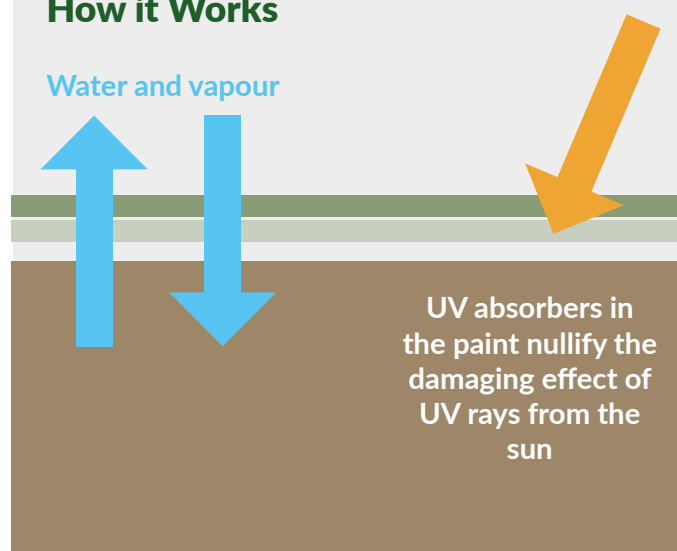 How it Works
Water and vapour
UV absorbers in
the paint nullify the
damaging effect of
UV rays from the
sun